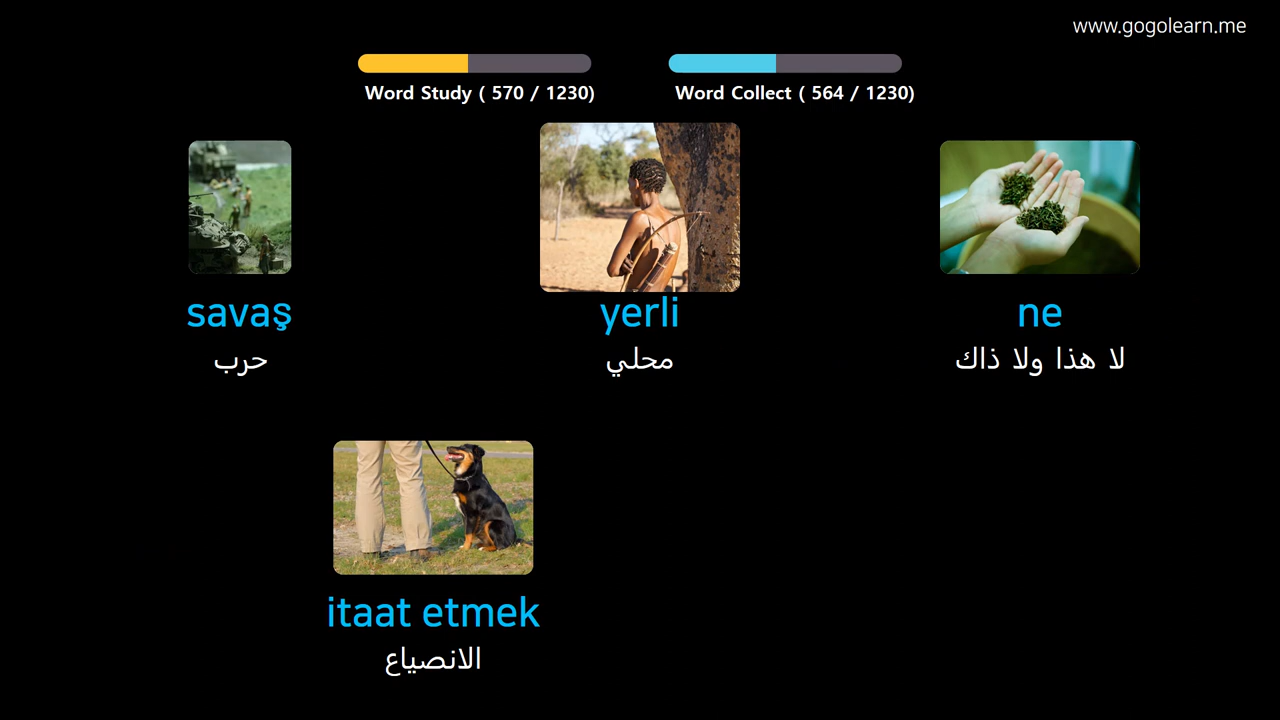 www.gogolearn.me
Word Study ( 570 / 1230)
Word Collect ( 564 / 1230)
savaş
حرب
yerli
محلي
ne
لا هذا ولا ذاك
itaat etmek
الانصياع